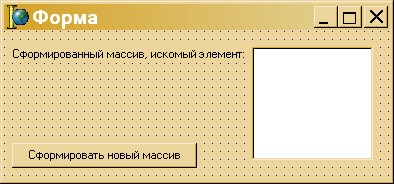 Форма
Сформированный массив, искомый элемент:
Сформировать новый массив